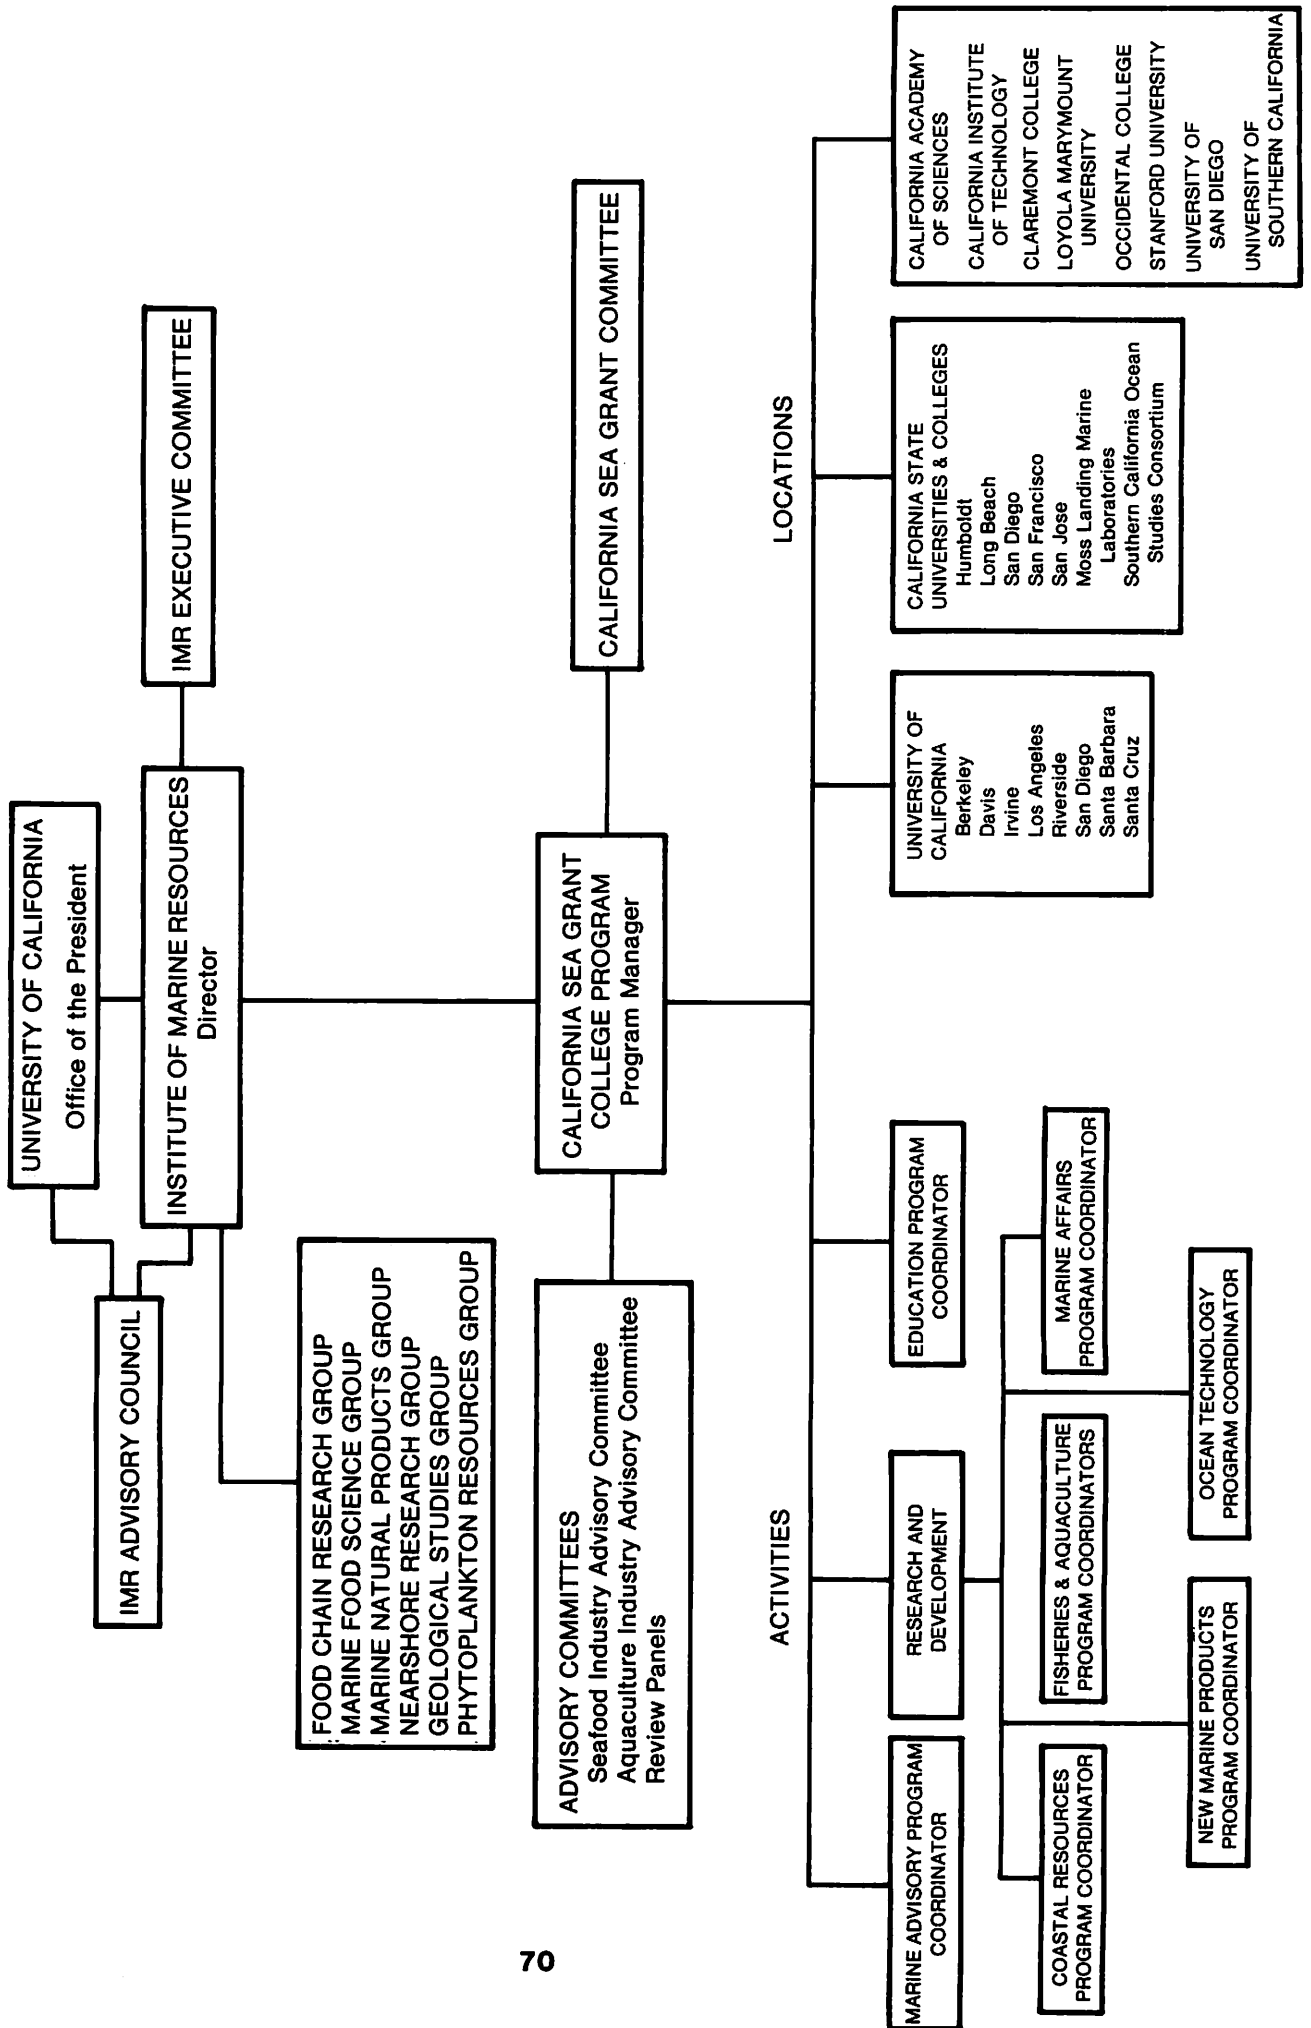 UNIVERSITY OF CALIFORNIA
Office of the President
IMR ADVISORY COUNCIL
INSTITUTE OF MARINE RESOURCES
Director
IMR EXECUTIVE COMMITTEE
FOOD CHAIN RESEARCH GROUP
MARINE FOOD SCIENCE GROUP
MARINE NATURAL PRODUCTS GROUP
NEARSHORE RESEARCH GROUP
GEOLOGICAL STUDIES GROUP
PHYTOPLANKTON RESOURCES GROUP
ADVISORY COMMITTEES
Seafood Industry Advisory Committee
Aquaculture Industry Advisory Committee
Review Panels
CALIFORNIA SEA GRANT
COLLEGE PROGRAM
Program Manager
CALIFORNIA SEA GRANT COMMITTEE
ACTIVITIES
LOCATIONS
MARINE ADVISORY PROGRAM
COORDINATOR
RESEARCH AND
DEVELOPMENT
EDUCATION PROGRAM
COORDINATOR
COASTAL RESOURCES
PROGRAM COORDINATOR
FISHERIES & AQUACULTURE
PROGRAM COORDINATORS
MARINE AFFAIRS
PROGRAM COORDINATOR
NEW MARINE PRODUCTS
PROGRAM COORDINATOR
OCEAN TECHNOLOGY
PROGRAM COORDINATOR
UNIVERSITY OF
CALIFORNIA
Berkeley
Davis
Irvine
Los Angeles
Riverside
San Diego
Santa Barbara
Santa Cruz
CALIFORNIA STATE
UNIVERSITIES & COLLEGES
Humboldt
Long Beach
San Diego
San Francisco
San Jose
Moss Landing Marine
Laboratories
Southern California Ocean
Studies Consortium
CALIFORNIA ACADEMY
OF SCIENCES
CALIFORNIA INSTITUTE
OF TECHNOLOGY
CLAREMONT COLLEGE
LOYOLA MARYMOUNT
UNIVERSITY
OCCIDENTAL COLLEGE
STANFORD UNIVERSITY
UNIVERSITY OF
SAN DIEGO
UNIVERSITY OF
SOUTHERN CALIFORNIA
70